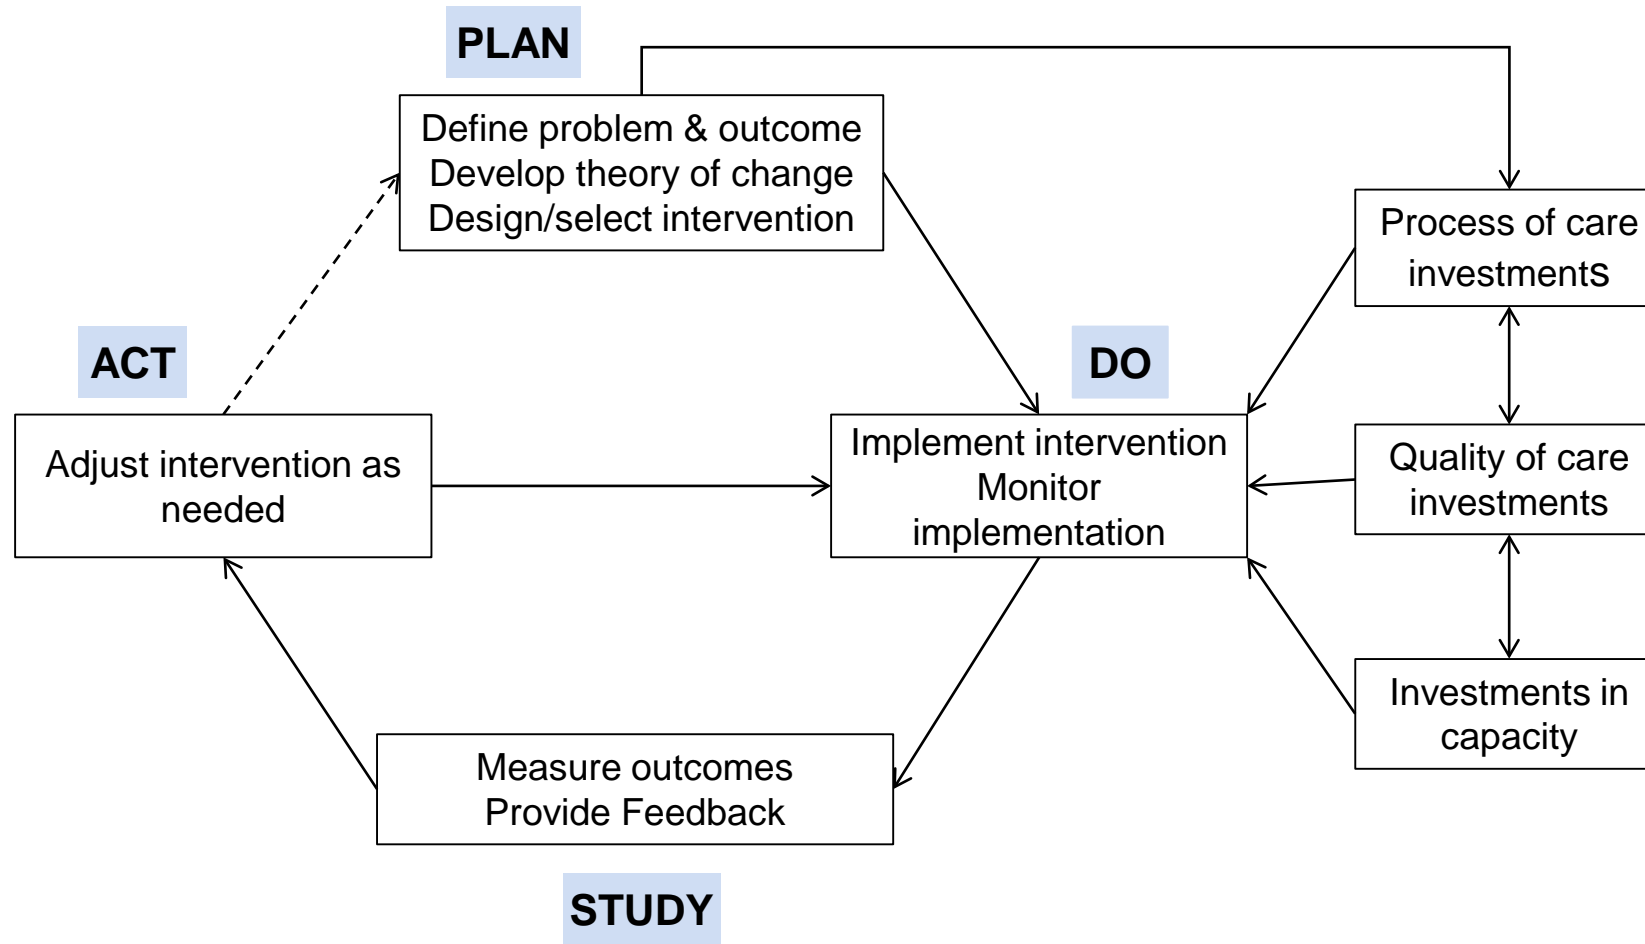 PLAN
Define problem & outcome
Develop theory of change
Design/select intervention
Process of care
investments
ACT
DO
Adjust intervention as
needed
Implement intervention
Monitor
implementation
Quality of care
investments
Investments in
capacity
Measure outcomes
Provide Feedback
STUDY